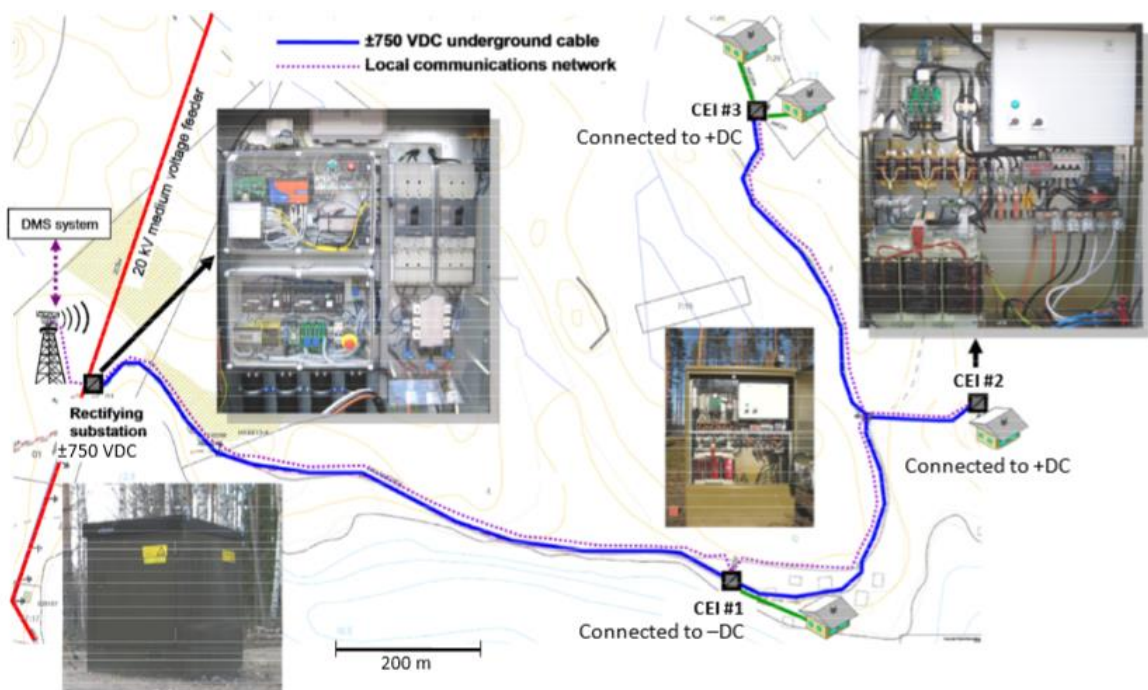 ±750 VDC underground cable
Local communications network
20 kV medium voltage feeder
DMS system
Rectifying
substation
±750 VDC
CEI #3
Connected to +DC
CEI #2
Connected to +DC
CEI #1
Connected to –DC
200 m